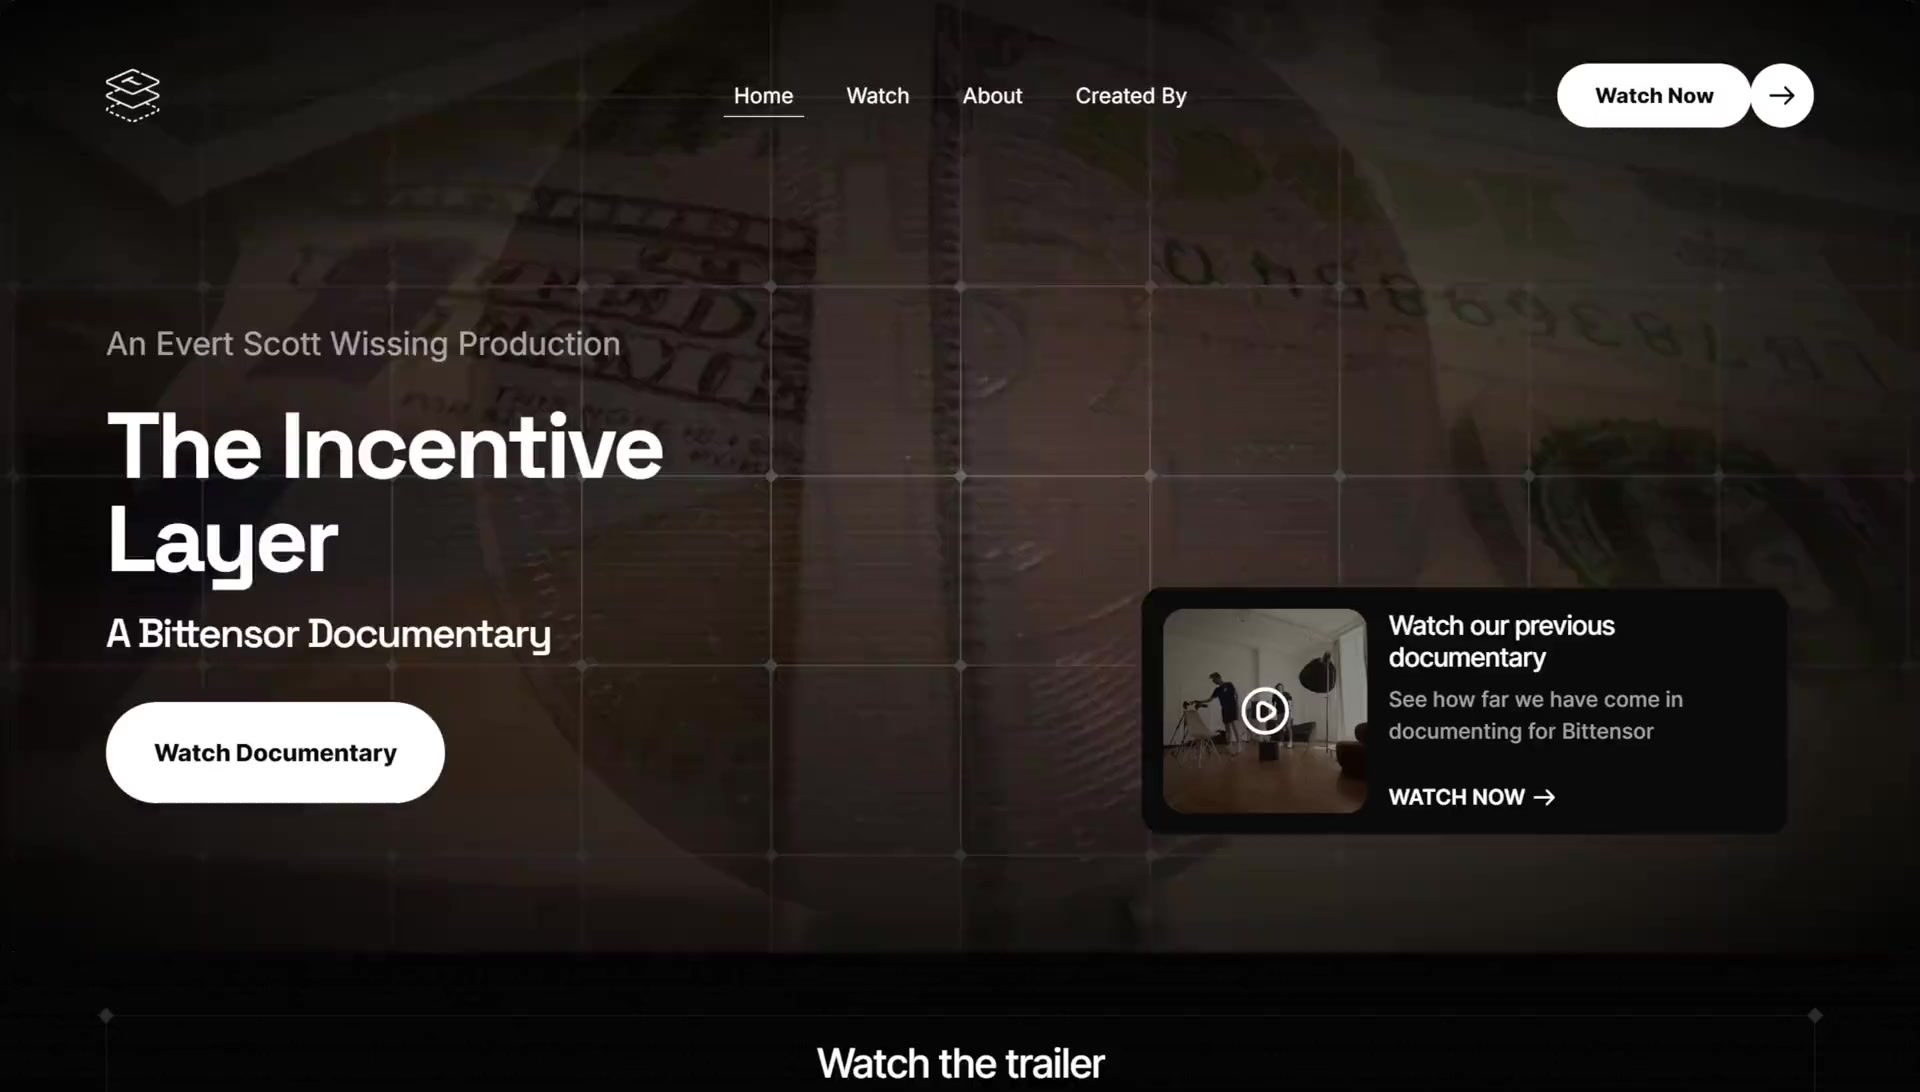 Home
Watch
About
Created By
Watch Now
An Evert Scott Wissing Production
The Incentive
Layer
A Bittensor Documentary
Watch Documentary
Watch our previous
documentary
See how far we have come in
documenting for Bittensor
WATCH NOW
Watch the trailer